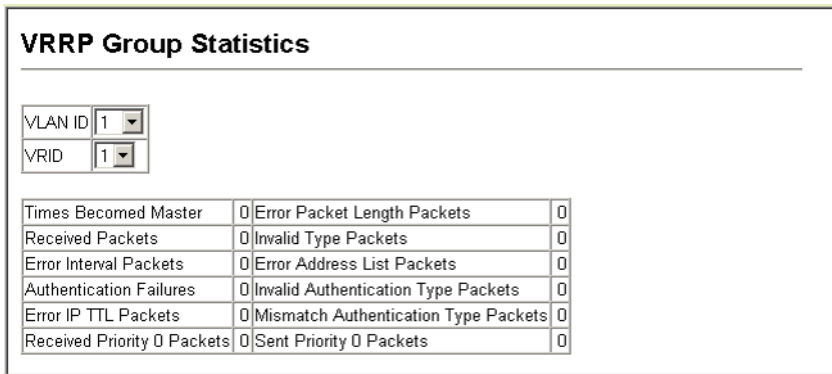 VRRP Group Statistics
VLAN ID 1
VRID 1
Times Becomed Master 0 Error Packet Length Packets 0
Received Packets 0 Invalid Type Packets 0
Error Interval Packets 0 Error Address List Packets 0
Authentication Failures 0 Invalid Authentication Type Packets 0
Error IP TTL Packets 0 Mismatch Authentication Type Packets 0
Received Priority 0 Packets 0 Sent Priority 0 Packets 0